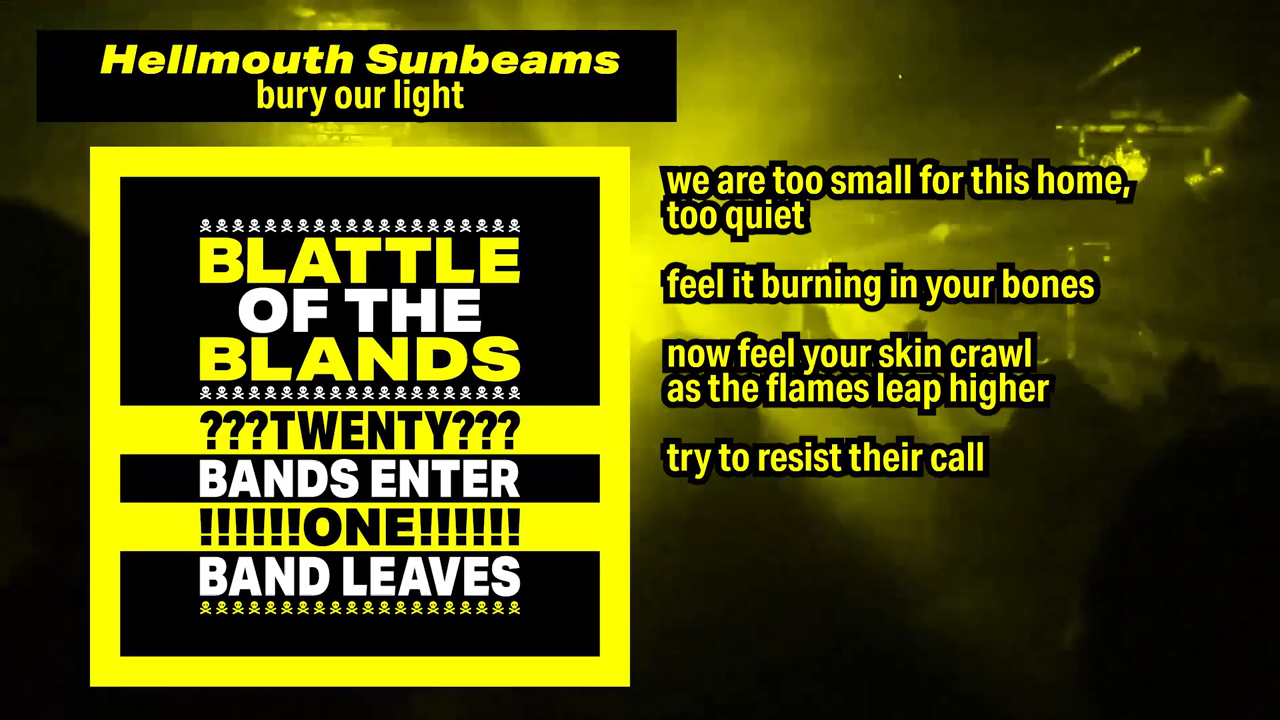 Hellmouth Sunbeams
bury our light
☠☠☠☠☠☠☠☠☠☠☠☠☠☠☠☠☠☠
BLATTLE
OF THE
BLANDS
☠☠☠☠☠☠☠☠☠☠☠☠☠☠☠☠☠☠
???TWENTY???
BANDS ENTER
!!!!!!ONE!!!!!!
BAND LEAVES
☠☠☠☠☠☠☠☠☠☠☠☠☠☠☠☠☠☠
we are too small for this home,
too quiet
feel it burning in your bones
now feel your skin crawl
as the flames leap higher
try to resist their call